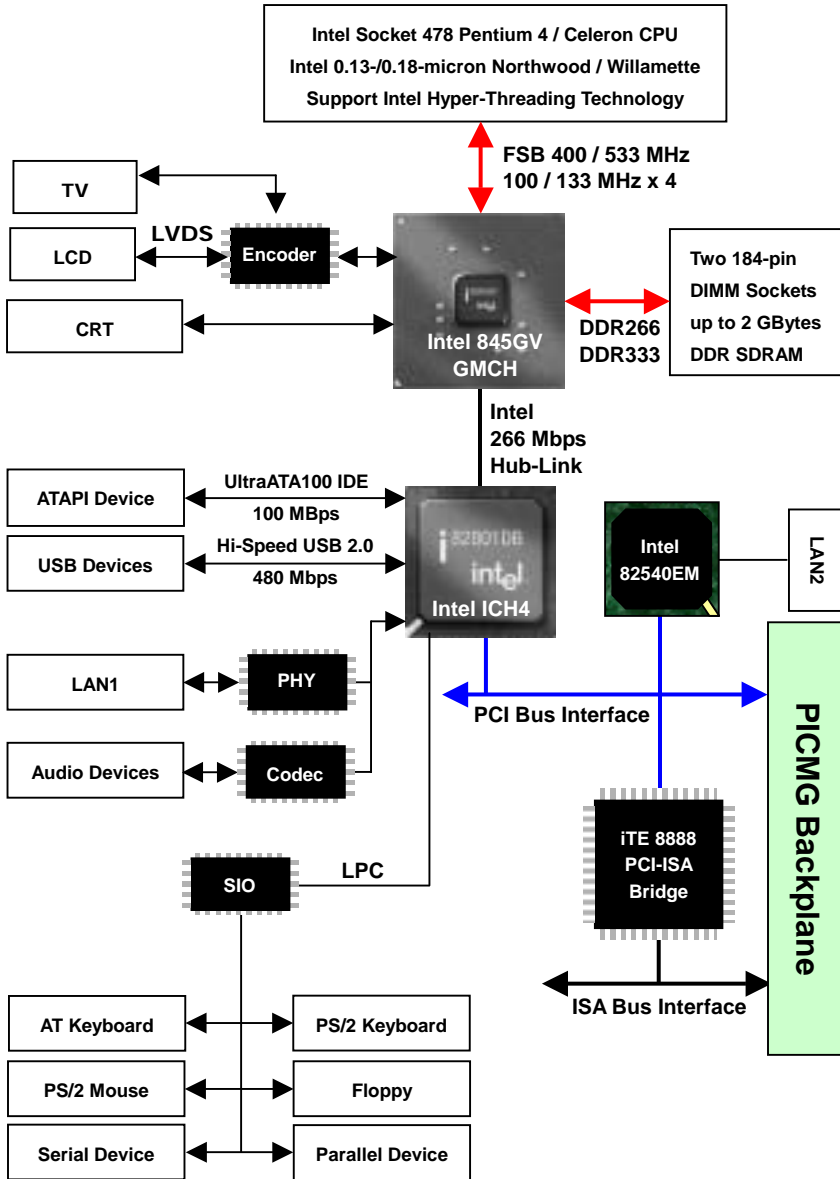 Intel Socket 478 Pentium 4 / Celeron CPU
Intel 0.13-/0.18-micron Northwood / Willamette
Support Intel Hyper-Threading Technology
FSB 400 / 533 MHz
100 / 133 MHz x 4
TV
LVDS
LCD
Encoder
CRT
Intel 845GV
GMCH
DDR266
DDR333
Two 184-pin
DIMM Sockets
up to 2 GBytes
DDR SDRAM
Intel
266 Mbps
Hub-Link
ATAPI Device
UltraATA100 IDE
100 MBps
USB Devices
Hi-Speed USB 2.0
480 Mbps
82801DB
intel
Intel ICH4
Intel
82540EM
LAN2
LAN1
PHY
PCI Bus Interface
Audio Devices
Codec
PICMG Backplane
iTE 8888
PCI-ISA
Bridge
SIO
LPC
ISA Bus Interface
AT Keyboard
PS/2 Keyboard
PS/2 Mouse
Floppy
Serial Device
Parallel Device